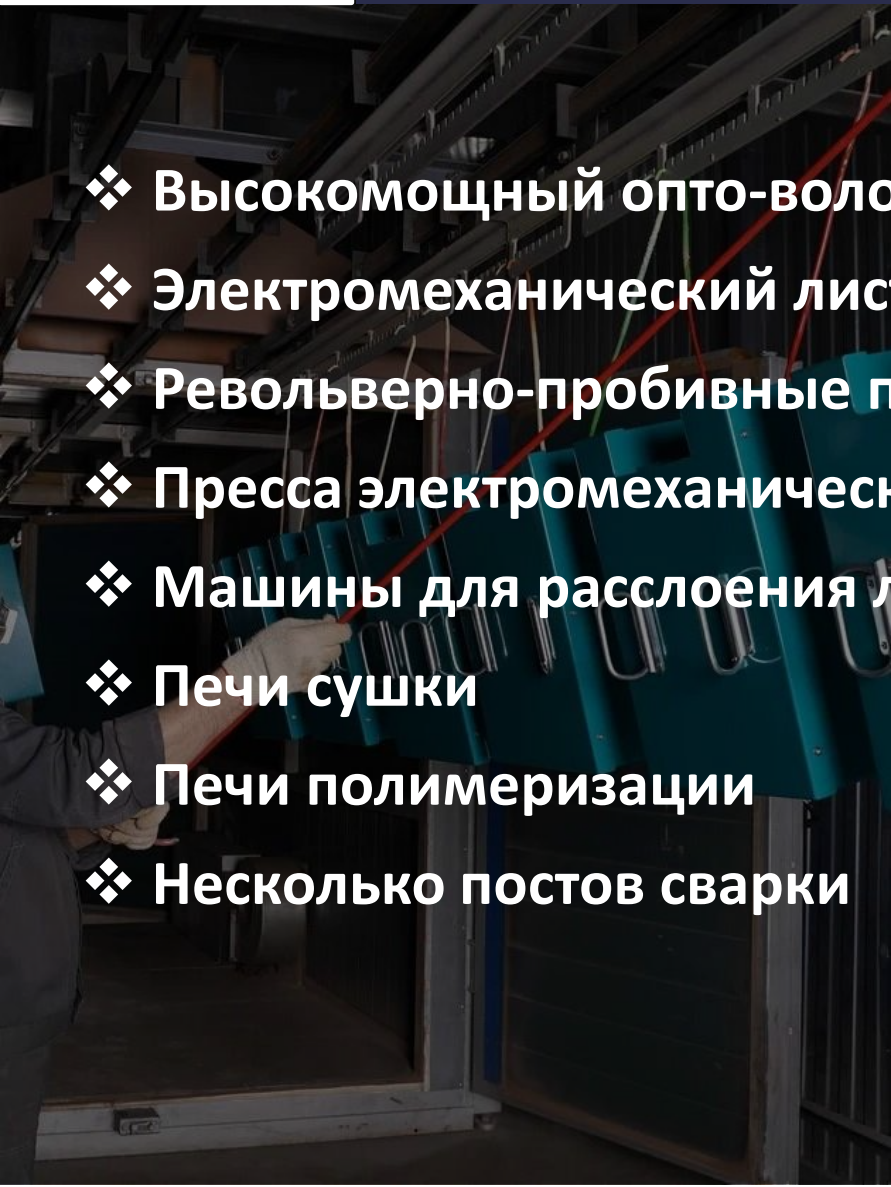 ❖ Высокомощный опто-воло
❖ Электромеханический лис
❖ Револьверно-пробивные п
❖ Пресса электромеханическ
❖ Машины для расслоения л
❖ Печи сушки
❖ Печи полимеризации
❖ Несколько постов сварки